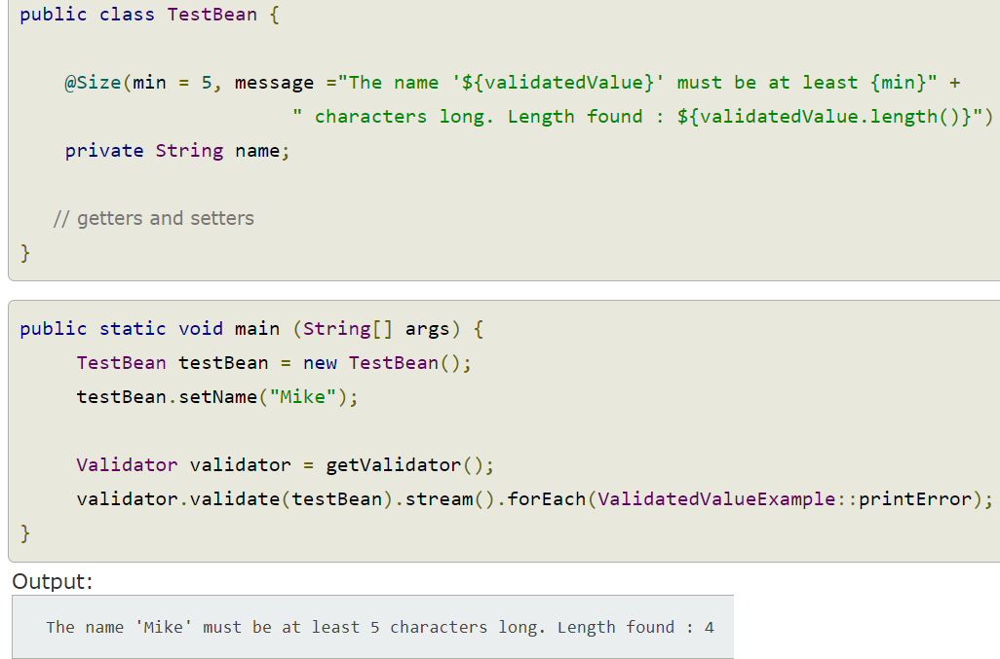 public class TestBean {
@Size(min = 5, message ="The name '${validatedValue}' must be at least {min}" +
" characters long. Length found : ${validatedValue.length()}")
private String name;
// getters and setters
}
public static void main (String[] args) {
TestBean testBean = new TestBean();
testBean.setName("Mike");
Validator validator = getValidator();
validator.validate(testBean).stream().forEach(ValidatedValueExample::printError);
}
Output:
The name 'Mike' must be at least 5 characters long. Length found : 4